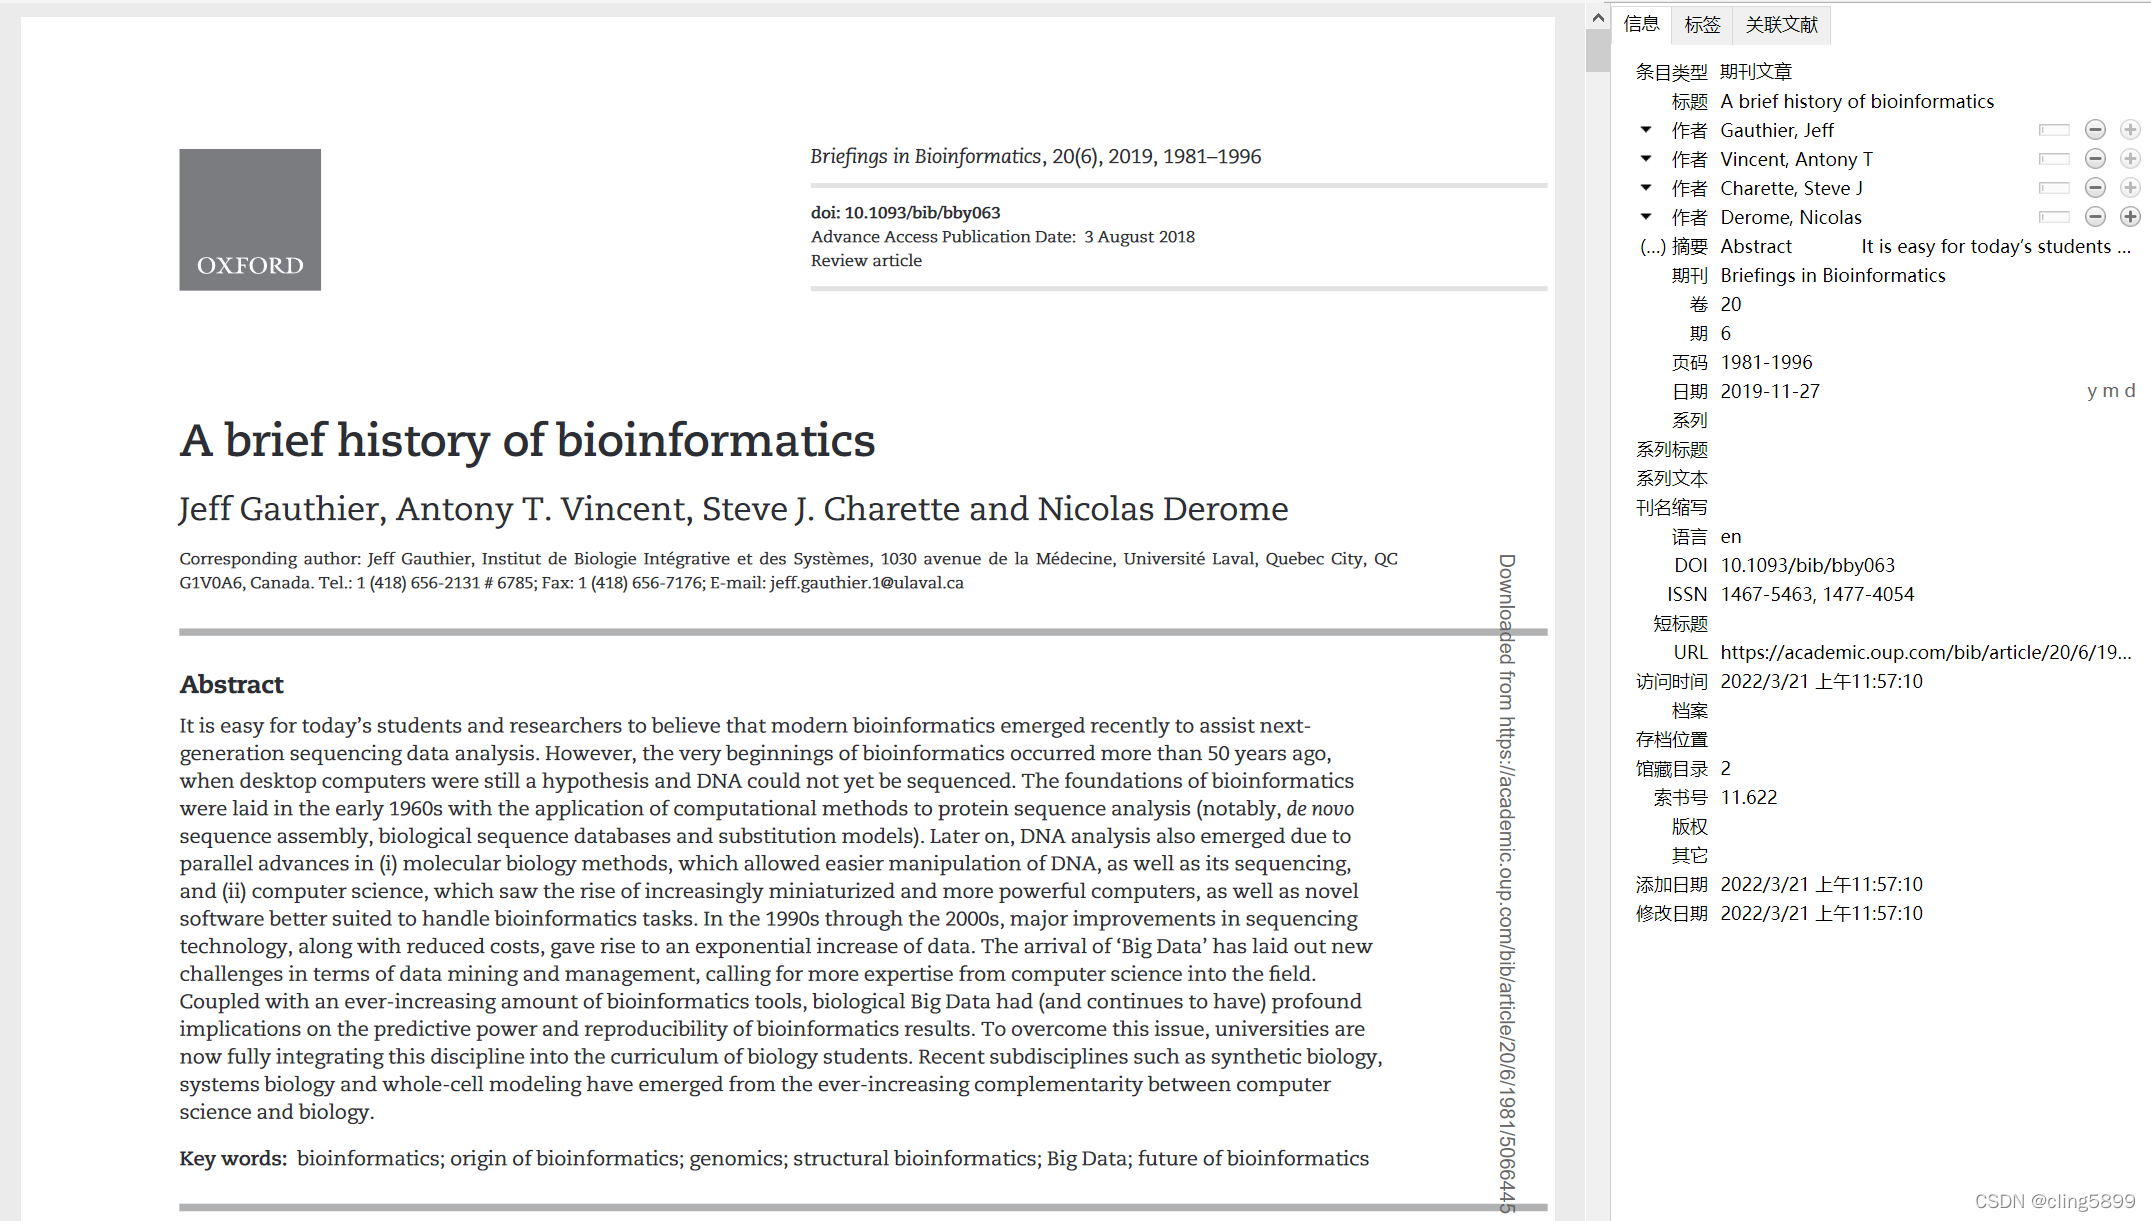 OXFORD
Briefings in Bioinformatics, 20(6), 2019, 1981–1996
doi: 10.1093/bib/bby063
Advance Access Publication Date: 3 August 2018
Review article
A brief history of bioinformatics
Jeff Gauthier, Antony T. Vincent, Steve J. Charette and Nicolas Derome
Corresponding author: Jeff Gauthier, Institut de Biologie Intégrative et des Systèmes, 1030 avenue de la Médecine, Université Laval, Quebec City, QC
G1V0A6, Canada. Tel.: 1 (418) 656-2131 # 6785; Fax: 1 (418) 656-7176; E-mail: jeff.gauthier.1@ulaval.ca
Abstract
It is easy for today’s students and researchers to believe that modern bioinformatics emerged recently to assist next-
generation sequencing data analysis. However, the very beginnings of bioinformatics occurred more than 50 years ago,
when desktop computers were still a hypothesis and DNA could not yet be sequenced. The foundations of bioinformatics
were laid in the early 1960s with the application of computational methods to protein sequence analysis (notably, de novo
sequence assembly, biological sequence databases and substitution models). Later on, DNA analysis also emerged due to
parallel advances in (i) molecular biology methods, which allowed easier manipulation of DNA, as well as its sequencing,
and (ii) computer science, which saw the rise of increasingly miniaturized and more powerful computers, as well as novel
software better suited to handle bioinformatics tasks. In the 1990s through the 2000s, major improvements in sequencing
technology, along with reduced costs, gave rise to an exponential increase of data. The arrival of ‘Big Data’ has laid out new
challenges in terms of data mining and management, calling for more expertise from computer science into the field.
Coupled with an ever-increasing amount of bioinformatics tools, biological Big Data had (and continues to have) profound
implications on the predictive power and reproducibility of bioinformatics results. To overcome this issue, universities are
now fully integrating this discipline into the curriculum of biology students. Recent subdisciplines such as synthetic biology,
systems biology and whole-cell modeling have emerged from the ever-increasing complementarity between computer
science and biology.
Key words: bioinformatics; origin of bioinformatics; genomics; structural bioinformatics; Big Data; future of bioinformatics
Downloaded from https://academic.oup.com/bib/article/20/6/1981/5066445
信息 标签 关联文献
条目类型 期刊文章
标题 A brief history of bioinformatics
作者 Gauthier, Jeff
作者 Vincent, Antony T
作者 Charette, Steve J
作者 Derome, Nicolas
(...) 摘要 Abstract It is easy for today’s students ...
期刊 Briefings in Bioinformatics
卷 20
期 6
页码 1981-1996
日期 2019-11-27 y m d
系列
系列标题
系列文本
刊名缩写
语言 en
DOI 10.1093/bib/bby063
ISSN 1467-5463, 1477-4054
短标题
URL https://academic.oup.com/bib/article/20/6/19...
访问时间 2022/3/21 上午11:57:10
档案
存档位置
馆藏目录 2
索书号 11.622
版权
其它
添加日期 2022/3/21 上午11:57:10
修改日期 2022/3/21 上午11:57:10
CSDN @cling5899